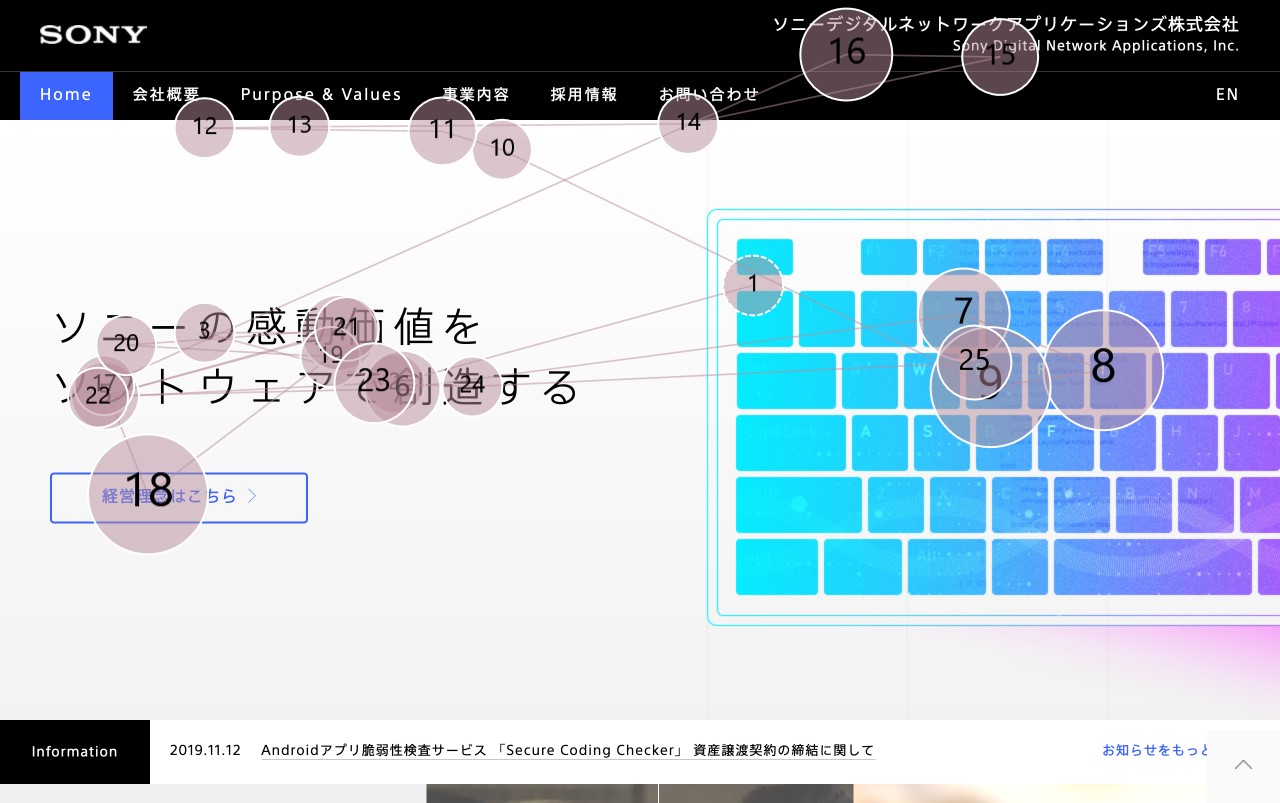 SONY
ソニーデジタルネットワークアプリケーションズ株式会社
Sony Digital Network Applications, Inc.
Home 会社概要 Purpose & Values 事業内容 採用情報 お問い合わせ EN
16
15
12
13
11
10
14
1
ソニーの感動価値を
ソフトウェアで創造する
20
3
21
19
17
22
23
6
24
7
25
9
8
18
経営理念はこちら
F1 F2 F3 F4 F5 F6
7 8
W U
A S D F G H J
Z X C V B N M
Alt
Information
2019.11.12 Androidアプリ脆弱性検査サービス 「Secure Coding Checker」 資産譲渡契約の締結に関して
お知らせをもっと